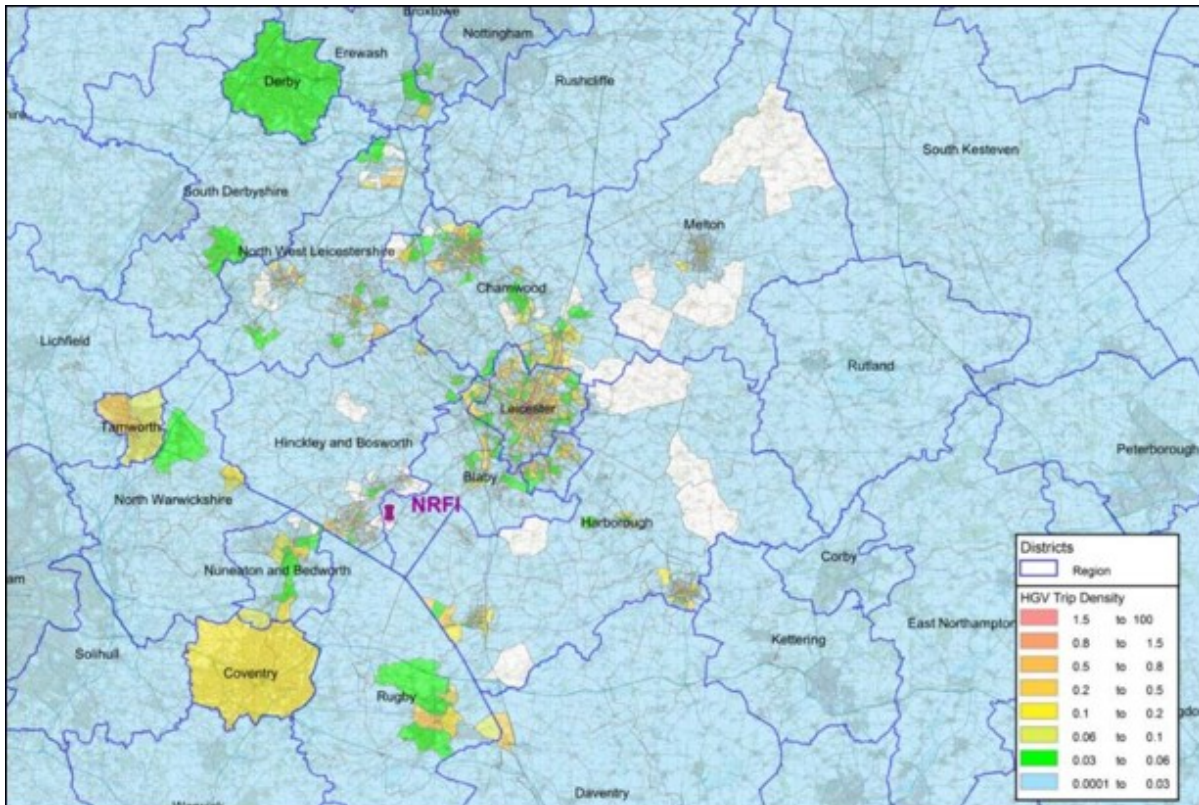 Broxtowe
Nottingham
Erewash
Derby
Rushcliffe
South Kesteven
South Derbyshire
Melton
North West Leicestershire
Charnwood
Lichfield
Rutland
Leicester
Tamworth
Hinckley and Bosworth
Peterborough
Blaby
North Warwickshire
NRFI
Harborough
Corby
Nuneaton and Bedworth
East Northampton
Kettering
Solihull
Coventry
Rugby
Daventry
Districts
Region
HGV Trip Density
1.5 to 100
0.8 to 1.5
0.5 to 0.8
0.2 to 0.5
0.1 to 0.2
0.06 to 0.1
0.03 to 0.06
0.0001 to 0.03